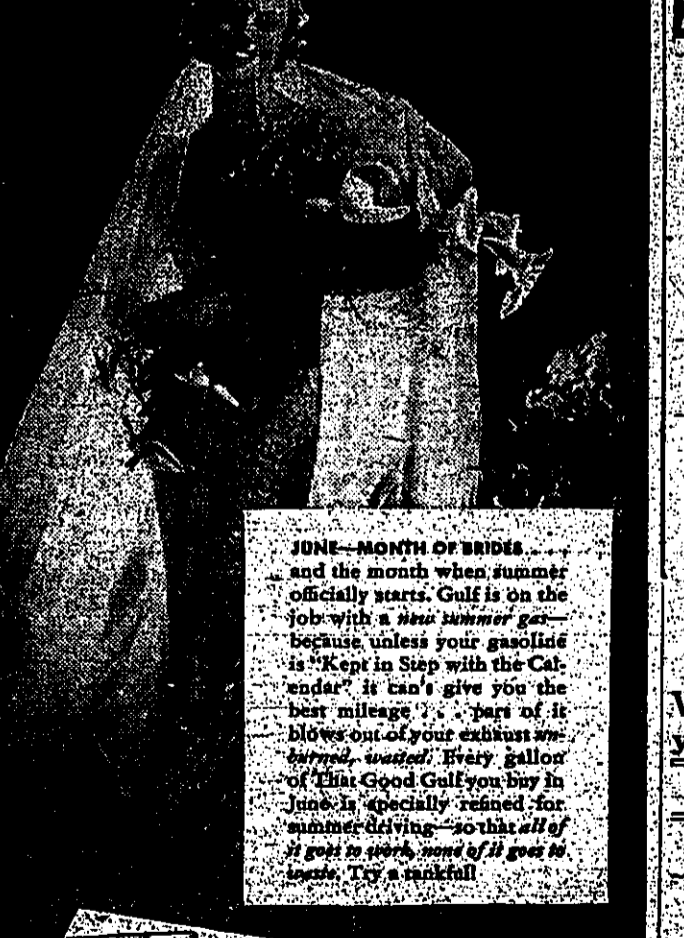 JUNE—MONTH OF BRIDES....
and the month when summer
officially starts. Gulf is on the
job with a new summer gas—
because unless your gasoline
is "Kept in Step with the Cal-
endar" it can't give you the
best mileage . . . part of it
blows out of your exhaust un-
burned, wasted. Every gallon
of That Good Gulf you buy in
June is specially refined for
summer driving—so that all of
it goes to work, none of it goes to
waste. Try a tankful!